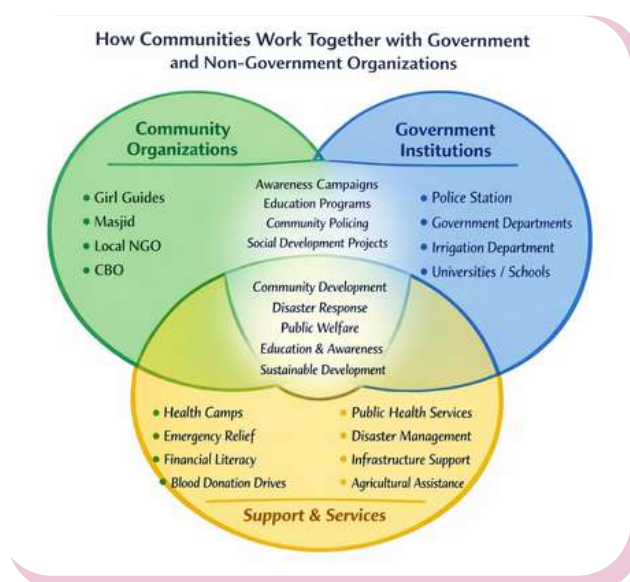 How Communities Work Together with Government
and Non-Government Organizations
Community
Organizations
• Girl Guides
• Masjid
• Local NGO
• CBO
Government
Institutions
• Police Station
• Government Departments
• Irrigation Department
• Universities / Schools
Awareness Campaigns
Education Programs
Community Policing
Social Development Projects
Community Development
Disaster Response
Public Welfare
Education & Awareness
Sustainable Development
• Health Camps
• Emergency Relief
• Financial Literacy
• Blood Donation Drives
• Public Health Services
• Disaster Management
• Infrastructure Support
• Agricultural Assistance
Support & Services